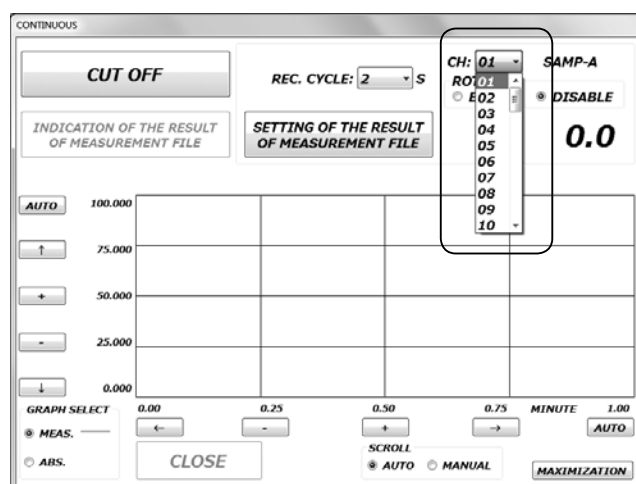 CONTINUOUS
CUT OFF
REC. CYCLE: 2 S
CH: 01 SAMP-A
DISABLE
INDICATION OF THE RESULT
OF MEASUREMENT FILE
SETTING OF THE RESULT
OF MEASUREMENT FILE
0.0
01
02
03
04
05
06
07
08
09
10
AUTO
100.000
↑
75.000
+
50.000
-
25.000
↓
0.000
GRAPH SELECT
MEAS.
ABS.
0.00 0.25 0.50 0.75 MINUTE 1.00
← - + → AUTO
CLOSE
SCROLL
AUTO MANUAL
MAXIMIZATION